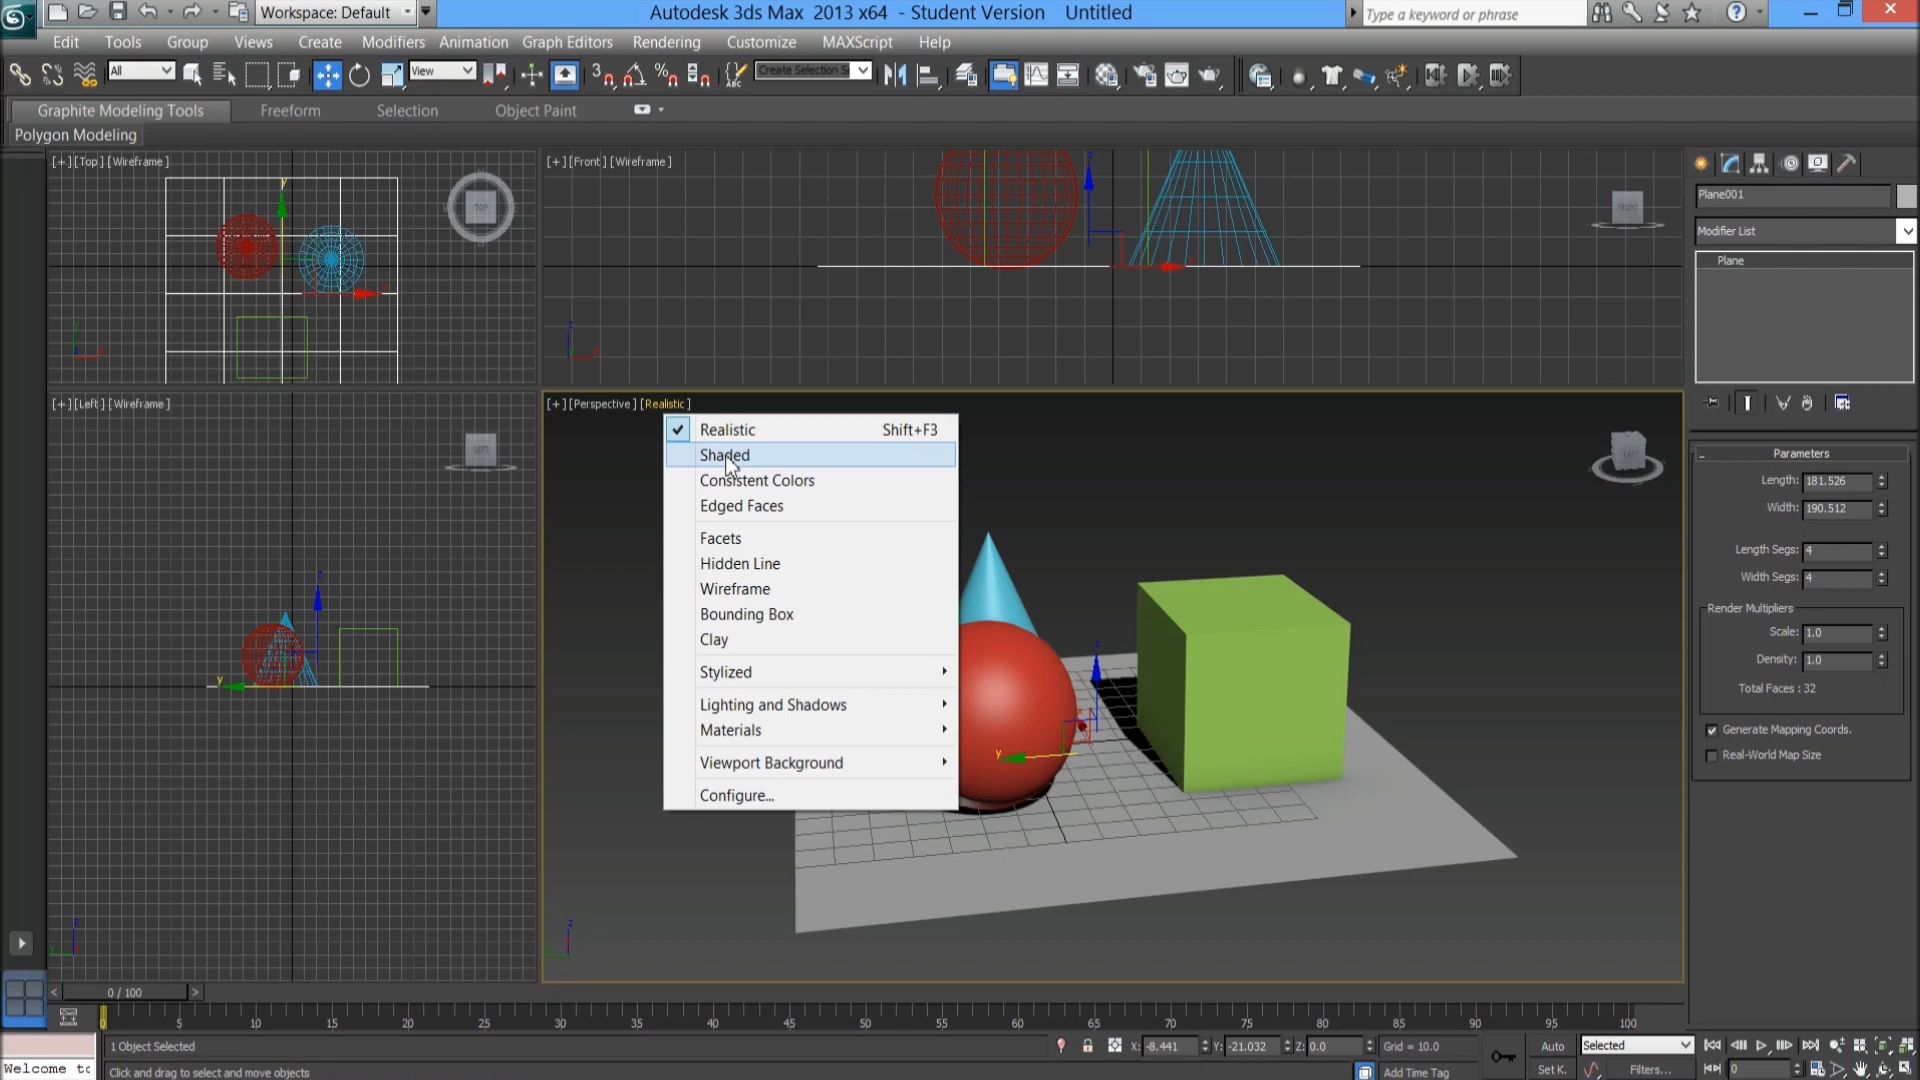 Workspace: Default
Autodesk 3ds Max 2013 x64 - Student Version Untitled
Type a keyword or phrase
Edit Tools Group Views Create Modifiers Animation Graph Editors Rendering Customize MAXScript Help
All
View
3
Create Selection S
Graphite Modeling Tools Freeform Selection Object Paint
Polygon Modeling
[+] [Top] [Wireframe]
TOP
y
[+] [Front] [Wireframe]
FRONT
[+] [Left] [Wireframe]
LEFT
y
z
[+] [Perspective] [Realistic]
Realistic Shift+F3
Shaded
Consistent Colors
Edged Faces
Facets
Hidden Line
Wireframe
Bounding Box
Clay
Stylized
Lighting and Shadows
Materials
Viewport Background
Configure...
y
Plane001
Modifier List
Plane
Parameters
Length: 181.526
Width: 190.512
Length Segs: 4
Width Segs: 4
Render Multipliers
Scale: 1.0
Density: 1.0
Total Faces : 32
Generate Mapping Coords.
Real-World Map Size
< 0 / 100 >
0 5 10 15 20 25 30 35 40 45 50 55 60 65 70 75 80 85 90 95 100
1 Object Selected
X: -8.441 Y: -21.032 Z: 0.0 Grid = 10.0
Auto Selected
Welcome to
Click and drag to select and move objects
Add Time Tag
Set K. Filters... 0